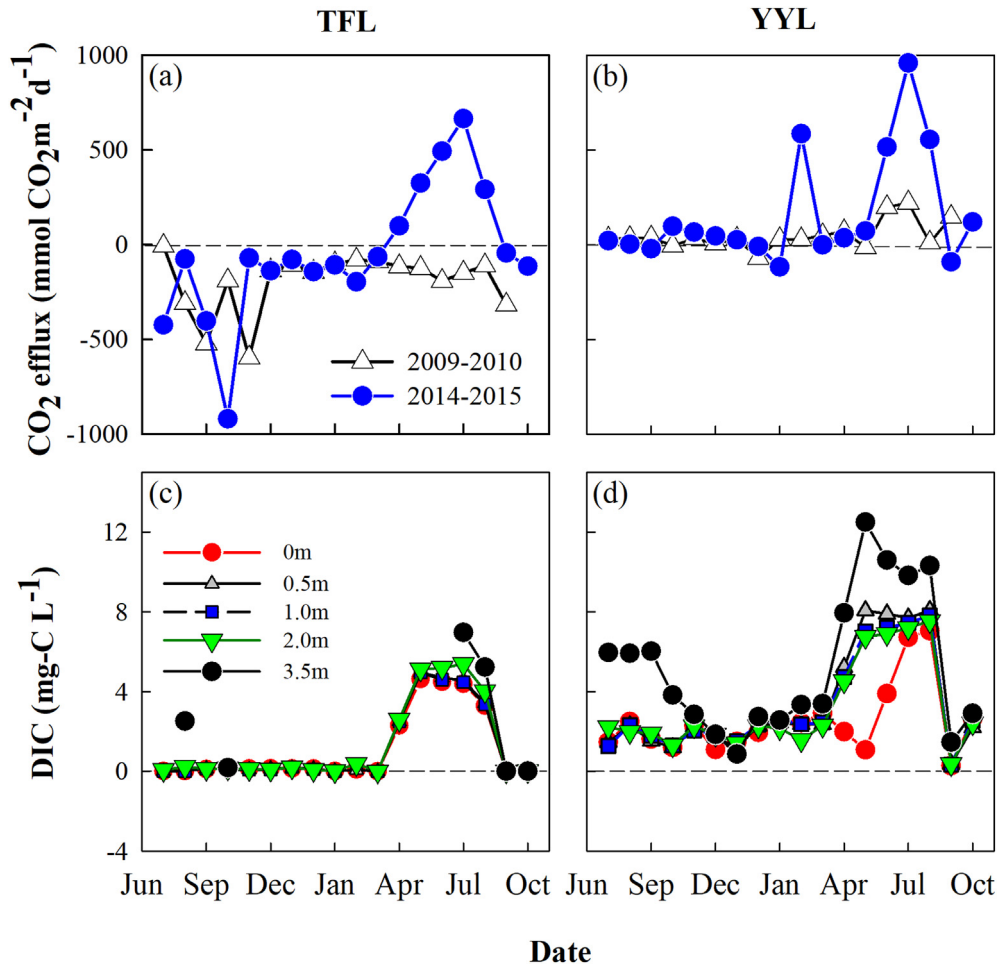 TFL
YYL
CO2 efflux (mmol CO2m-2d-1)
1000
500
0
-500
-1000
(a)
2009-2010
2014-2015
(b)
DIC (mg-C L-1)
12
8
4
0
-4
(c)
0m
0.5m
1.0m
2.0m
3.5m
(d)
Jun Sep Dec Jan Apr Jul Oct
Jun Sep Dec Jan Apr Jul Oct
Date